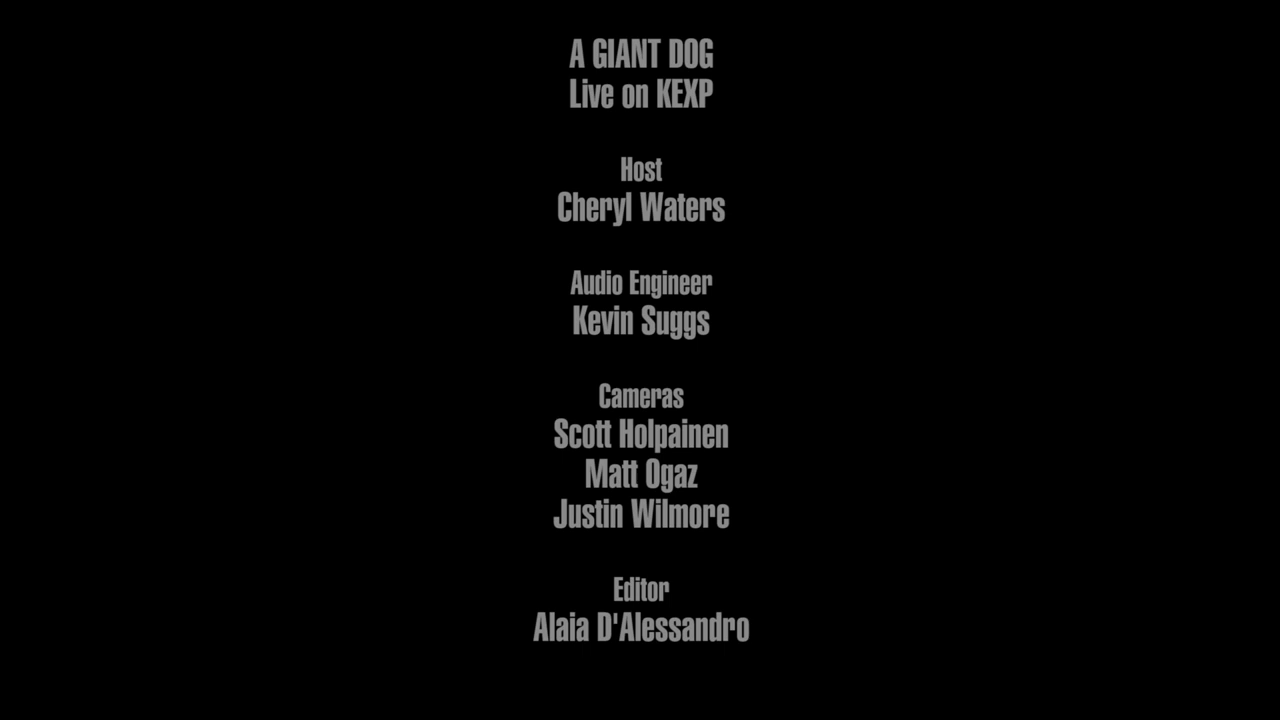 A GIANT DOG
Live on KEXP
Host
Cheryl Waters
Audio Engineer
Kevin Suggs
Cameras
Scott Holpainen
Matt Ogaz
Justin Wilmore
Editor
Alaia D'Alessandro